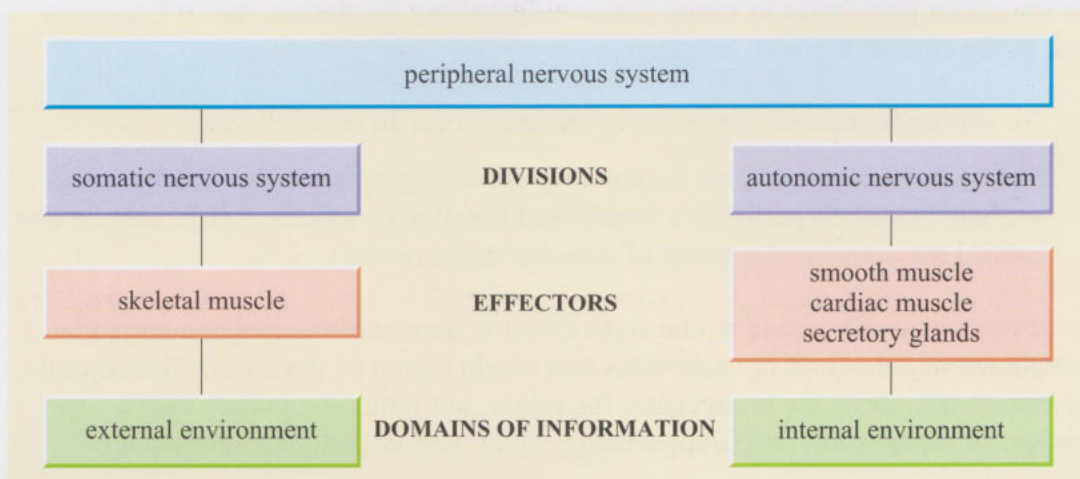 peripheral nervous system
somatic nervous system DIVISIONS autonomic nervous system
skeletal muscle EFFECTORS smooth muscle
cardiac muscle
secretory glands
external environment DOMAINS OF INFORMATION internal environment